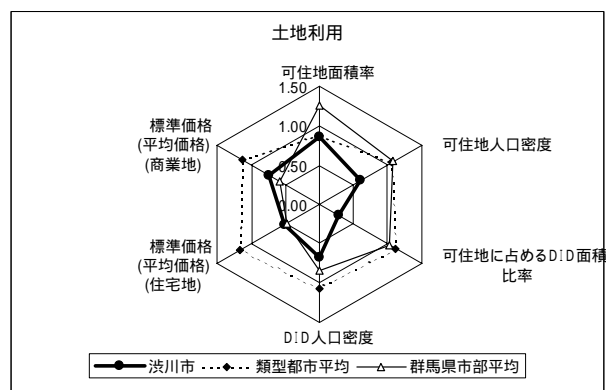 土地利用
可住地面積率
1.50
1.00
0.50
0.00
標準価格
(平均価格)
(商業地)
可住地人口密度
標準価格
(平均価格)
(住宅地)
可住地に占めるDID面積
比率
DID人口密度
渋川市
類型都市平均
群馬県市部平均